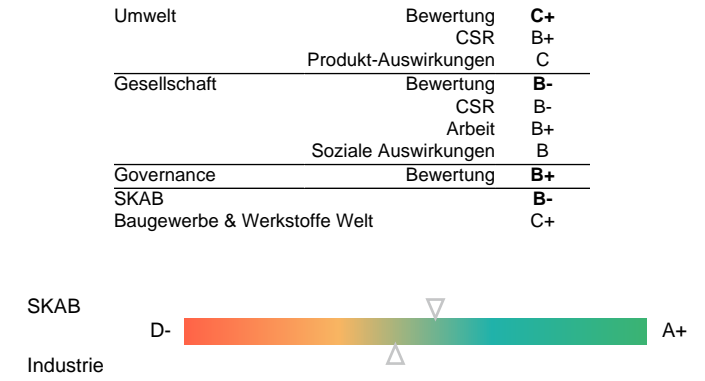 Umwelt Bewertung C+
CSR B+
Produkt-Auswirkungen C
Gesellschaft Bewertung B-
CSR B-
Arbeit B+
Soziale Auswirkungen B
Governance Bewertung B+
SKAB B-
Baugewerbe & Werkstoffe Welt C+
SKAB
D- A+
Industrie